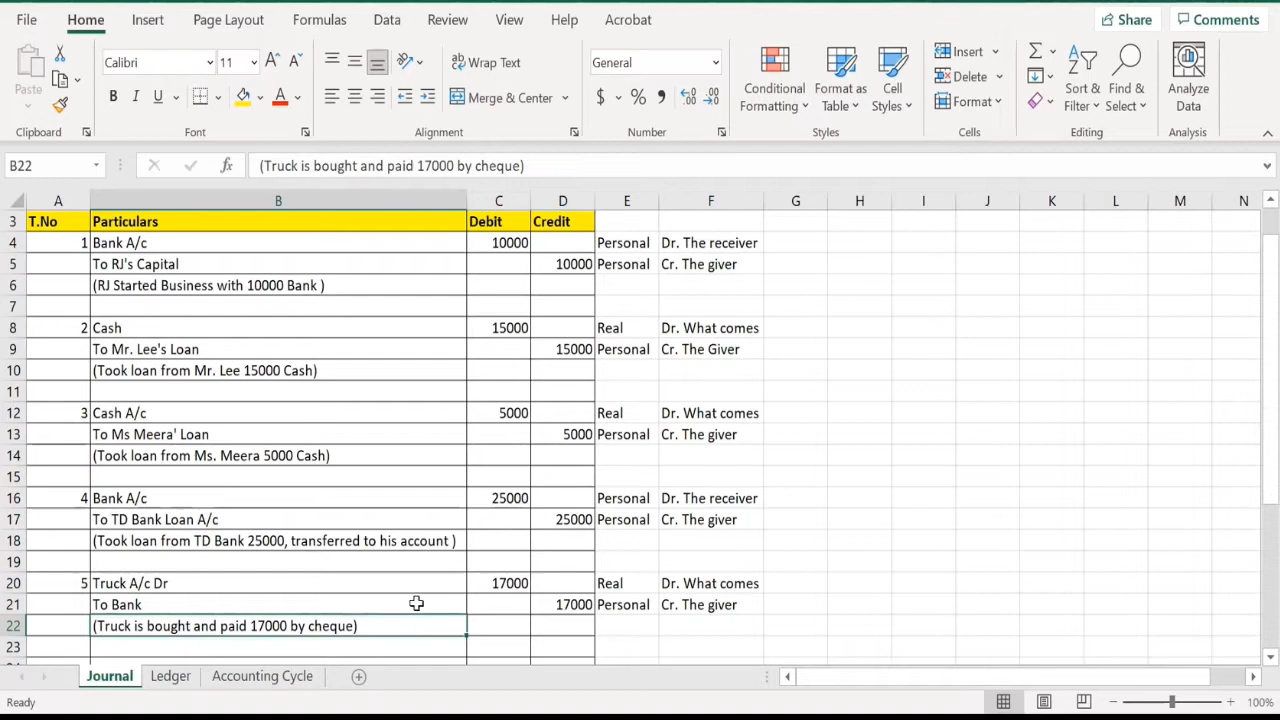 File Home Insert Page Layout Formulas Data Review View Help Acrobat Share Comments
Calibri 11 A A Wrap Text General Insert
Paste B I U A Merge & Center $ % Conditional Formatting Format as Table Cell Styles Delete Format Sort & Filter Find & Select Analyze Data
Clipboard Font Alignment Number Styles Cells Editing Analysis
B22 fx (Truck is bought and paid 17000 by cheque)
A B C D E F G H I J K L M N
3 T.No Particulars Debit Credit
4 1 Bank A/c 10000 Personal Dr. The receiver
5 To RJ's Capital 10000 Personal Cr. The giver
6 (RJ Started Business with 10000 Bank )
7
8 2 Cash 15000 Real Dr. What comes
9 To Mr. Lee's Loan 15000 Personal Cr. The Giver
10 (Took loan from Mr. Lee 15000 Cash)
11
12 3 Cash A/c 5000 Real Dr. What comes
13 To Ms Meera' Loan 5000 Personal Cr. The giver
14 (Took loan from Ms. Meera 5000 Cash)
15
16 4 Bank A/c 25000 Personal Dr. The receiver
17 To TD Bank Loan A/c 25000 Personal Cr. The giver
18 (Took loan from TD Bank 25000, transferred to his account )
19
20 5 Truck A/c Dr 17000 Real Dr. What comes
21 To Bank 17000 Personal Cr. The giver
22 (Truck is bought and paid 17000 by cheque)
23
Journal Ledger Accounting Cycle
Ready 100%